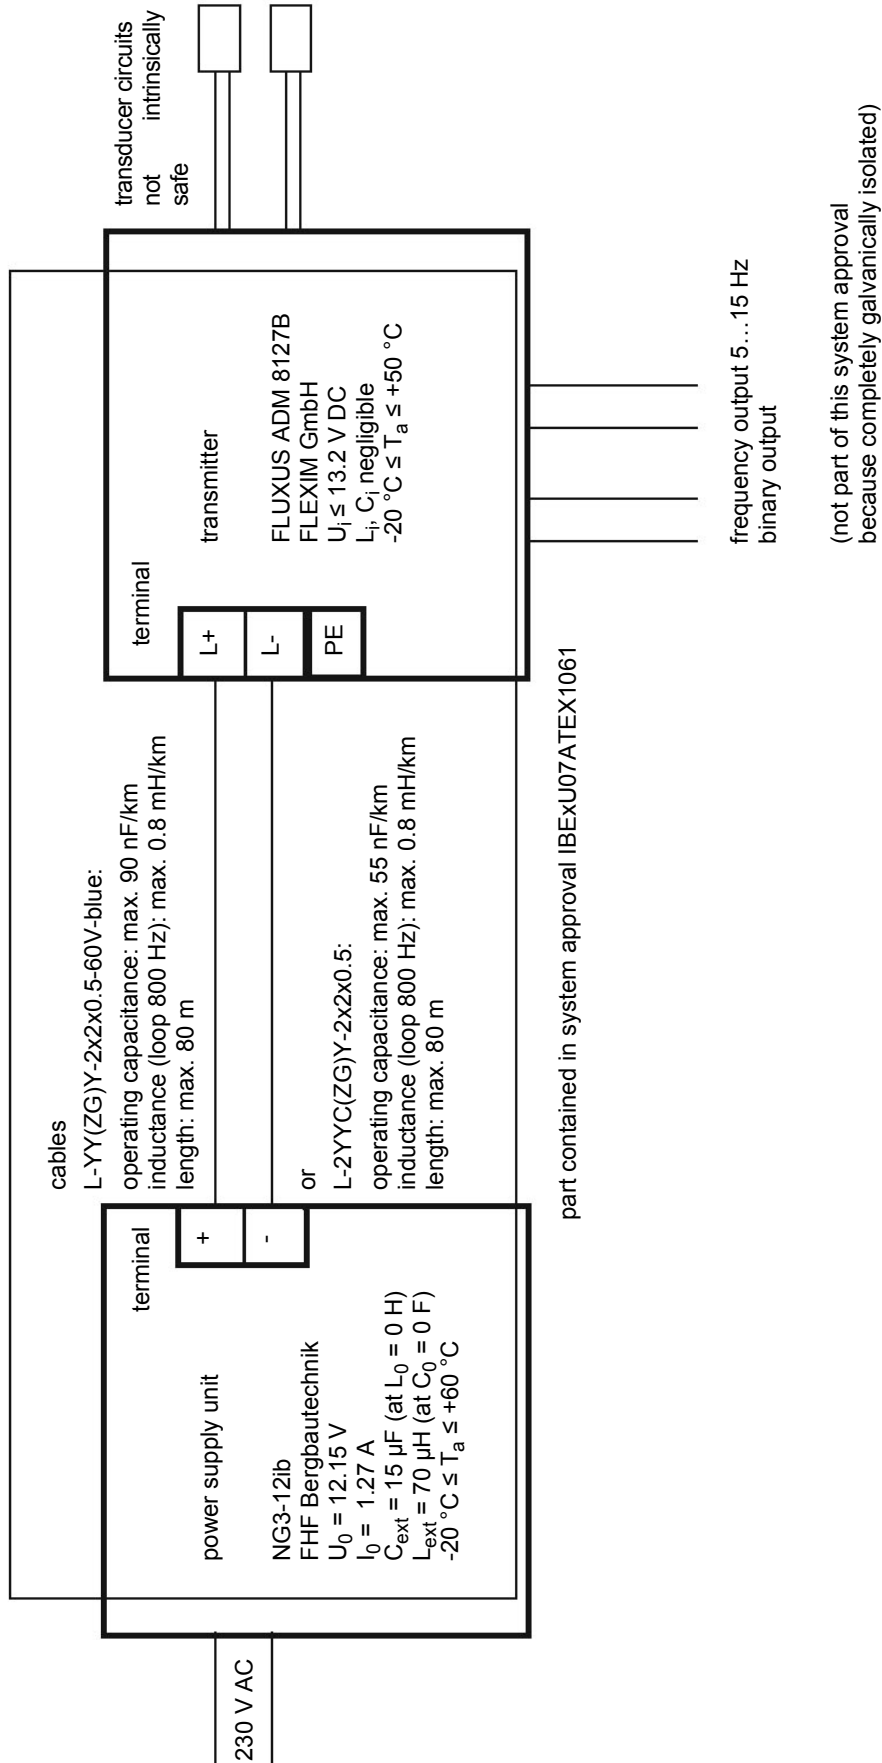 230 V AC
power supply unit
terminal
+
-
NG3-12ib
FHF Bergbautechnik
U0 = 12.15 V
I0 = 1.27 A
Cext = 15 µF (at L0 = 0 H)
Lext = 70 µH (at C0 = 0 F)
-20 °C ≤ Ta ≤ +60 °C
cables
L-YY(ZG)Y-2x2x0.5-60V-blue:
operating capacitance: max. 90 nF/km
inductance (loop 800 Hz): max. 0.8 mH/km
length: max. 80 m
or
L-2YYC(ZG)Y-2x2x0.5:
operating capacitance: max. 55 nF/km
inductance (loop 800 Hz): max. 0.8 mH/km
length: max. 80 m
part contained in system approval IBExU07ATEX1061
terminal
L+
L-
PE
transmitter
FLUXUS ADM 8127B
FLEXIM GmbH
Ui ≤ 13.2 V DC
Li, Ci negligible
-20 °C ≤ Ta ≤ +50 °C
transducer circuits
not intrinsically
safe
frequency output 5…15 Hz
binary output
(not part of this system approval
because completely galvanically isolated)